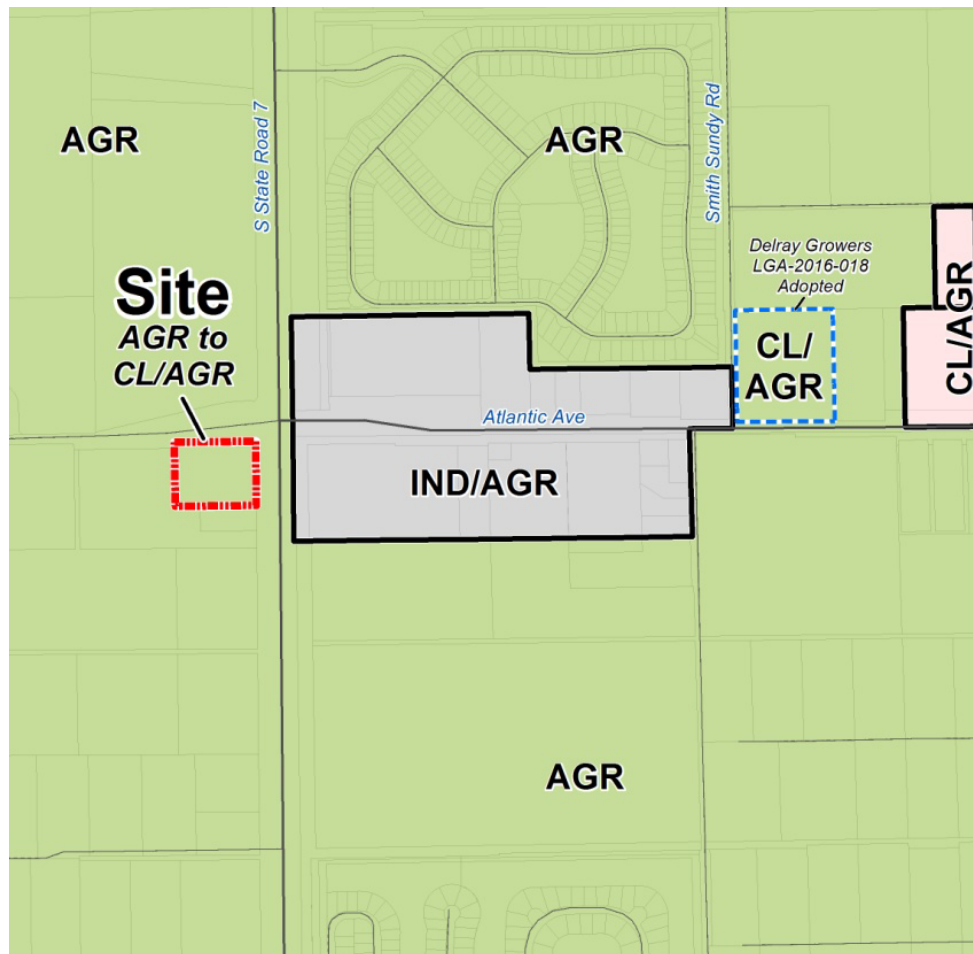 AGR
S State Road 7
AGR
Smith Sundy Rd
Site
AGR to
CL/AGR
Delray Growers
LGA-2016-018
Adopted
CL/
AGR
CL/AGR
Atlantic Ave
IND/AGR
AGR